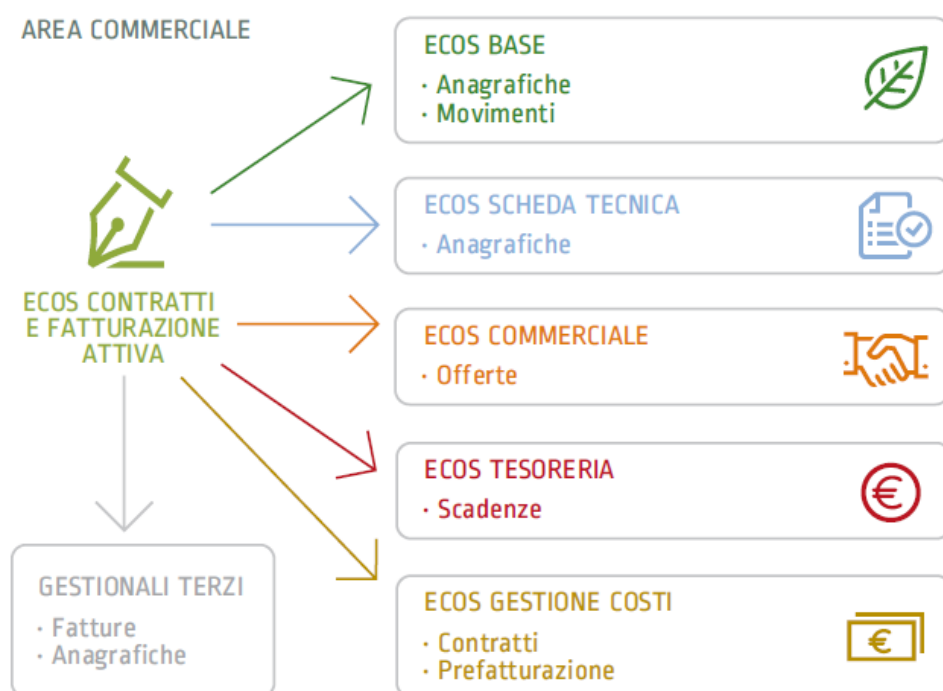 AREA COMMERCIALE
ECOS BASE
· Anagrafiche
· Movimenti
ECOS SCHEDA TECNICA
· Anagrafiche
ECOS CONTRATTI
E FATTURAZIONE
ATTIVA
ECOS COMMERCIALE
· Offerte
ECOS TESORERIA
· Scadenze
€
GESTIONALI TERZI
· Fatture
· Anagrafiche
ECOS GESTIONE COSTI
· Contratti
· Prefatturazione
€